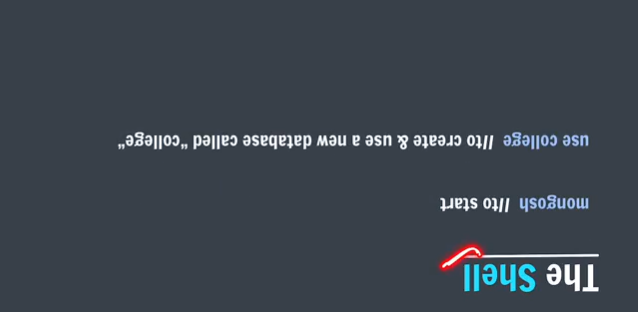 The Shell
mongosh //to start
use college //to create & use a new database called "college"